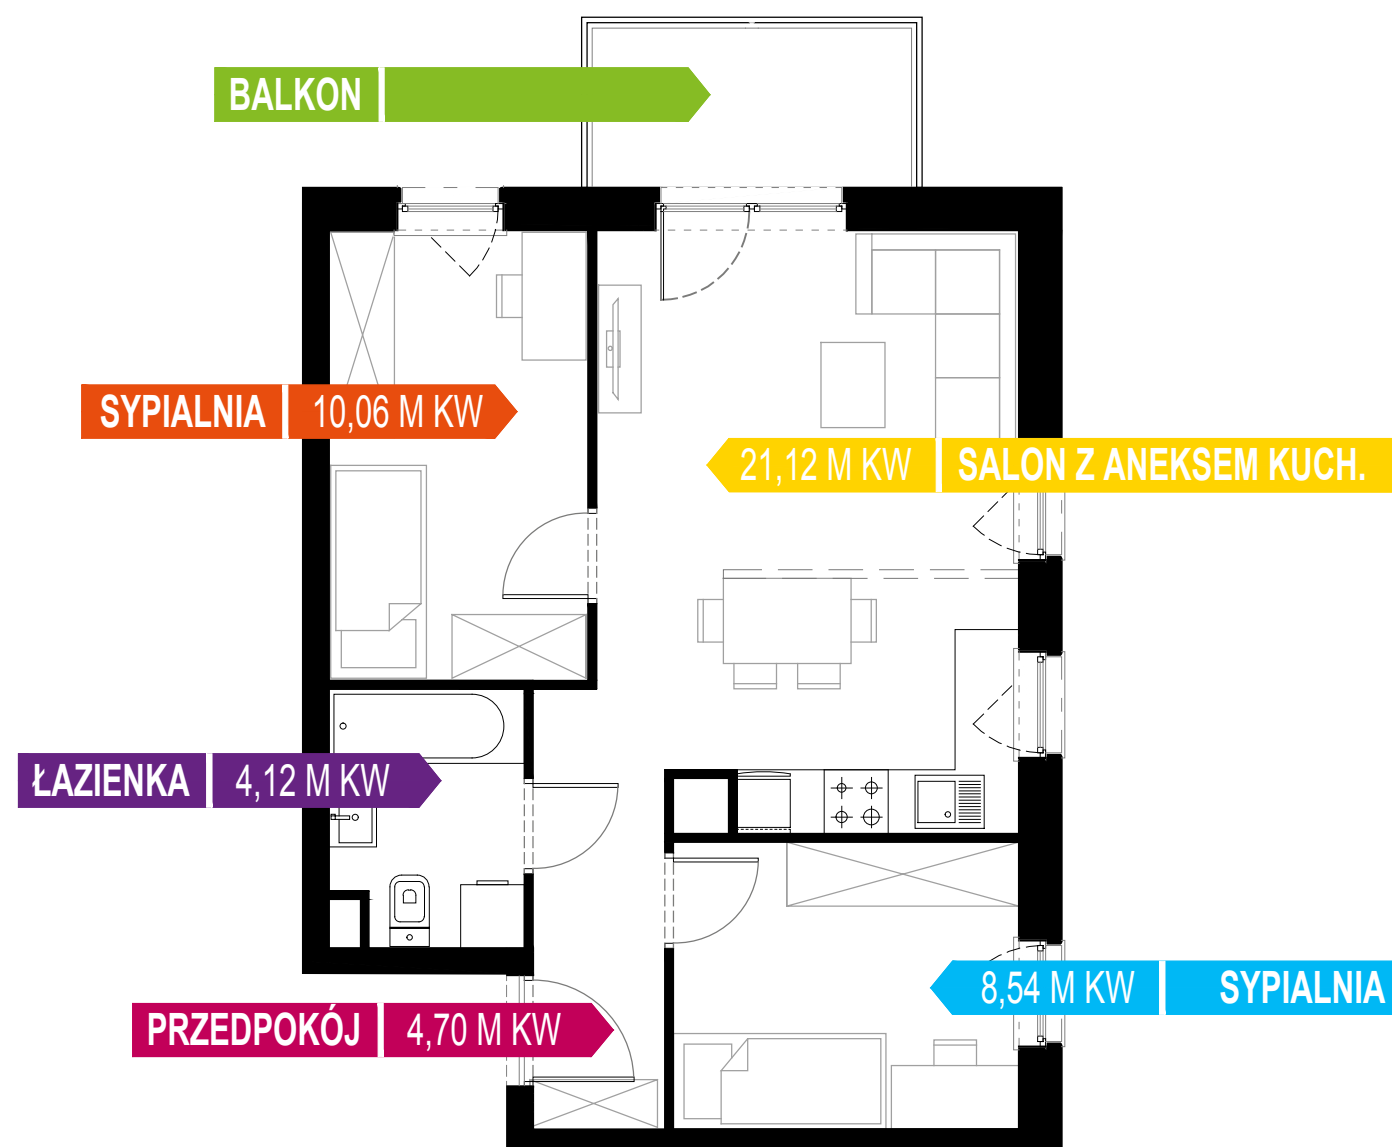 BALKON
SYPIALNIA 10,06 M KW
21,12 M KW SALON Z ANEKSEM KUCH.
ŁAZIENKA 4,12 M KW
8,54 M KW SYPIALNIA
PRZEDPOKÓJ 4,70 M KW